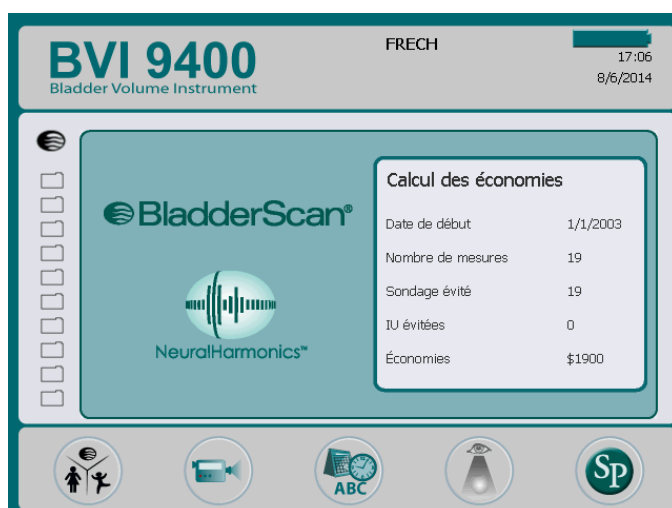 BVI 9400
Bladder Volume Instrument
FRECH
17:06
8/6/2014
BladderScan®
NeuralHarmonics™
Calcul des économies
Date de début 1/1/2003
Nombre de mesures 19
Sondage évité 19
IU évitées 0
Économies $1900
ABC
SP